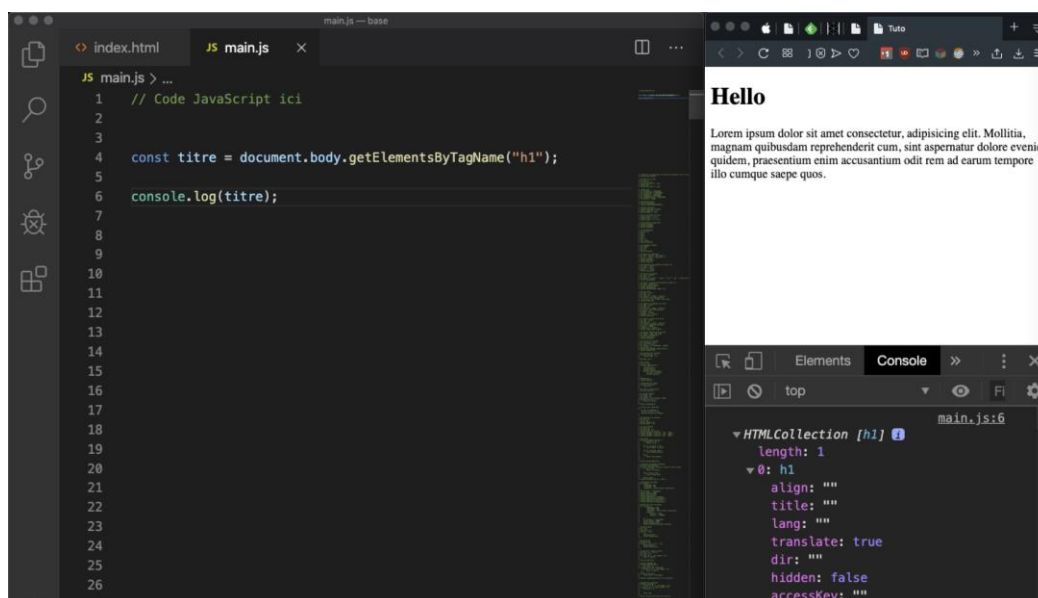 main.js — base
index.html
JS main.js
JS main.js > ...
1 // Code JavaScript ici
2
3
4 const titre = document.body.getElementsByTagName("h1");
5
6 console.log(titre);
7
8
9
10
11
12
13
14
15
16
17
18
19
20
21
22
23
24
25
26
Tuto
Hello
Lorem ipsum dolor sit amet consectetur, adipisicing elit. Mollitia,
magnam quibusdam reprehenderit cum, sint aspernatur dolore
quidem, praesentium enim accusantium odit rem ad earum tempore
illo cumque saepe quos.
Elements Console
top Fi
main.js:6
HTMLCollection [h1]
length: 1
0: h1
align: ""
title: ""
lang: ""
translate: true
dir: ""
hidden: false
accessKey: ""